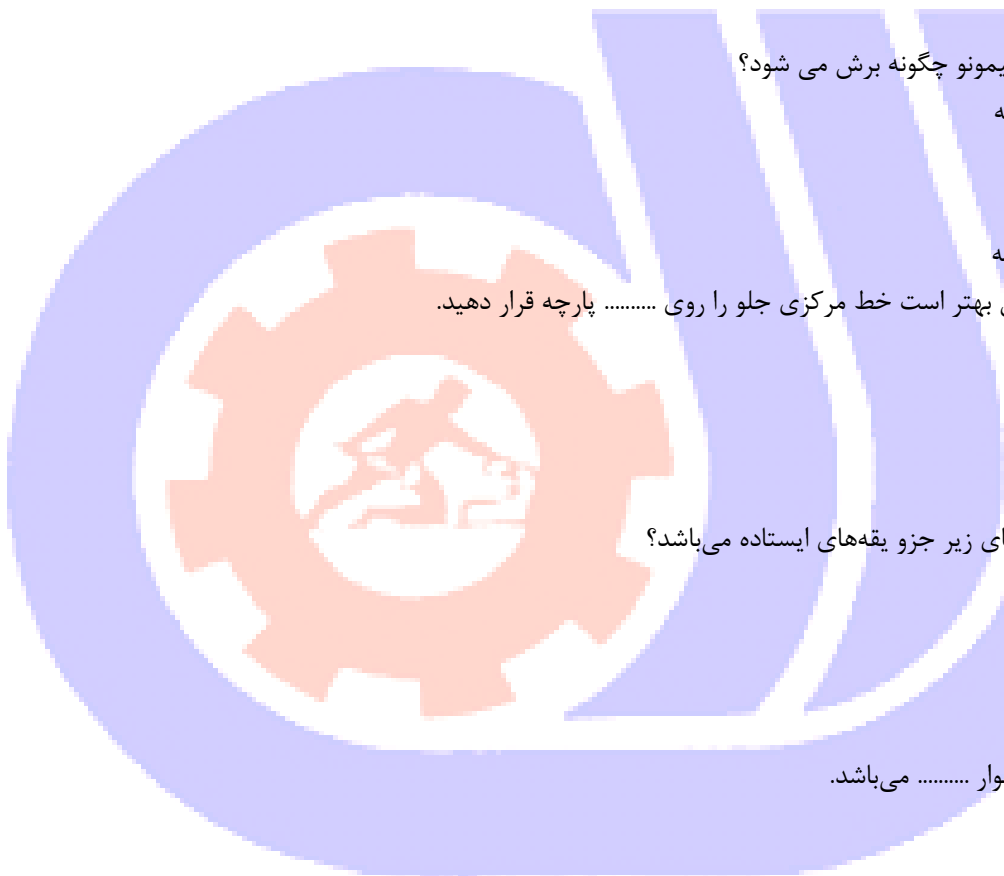 یمونو چگونه برش می شود؟
ه
ه
بهتر است خط مرکزی جلو را روی .......... پارچه قرار دهید.
ای زیر جزو یقه‌های ایستاده می‌باشد؟
وار .......... می‌باشد.